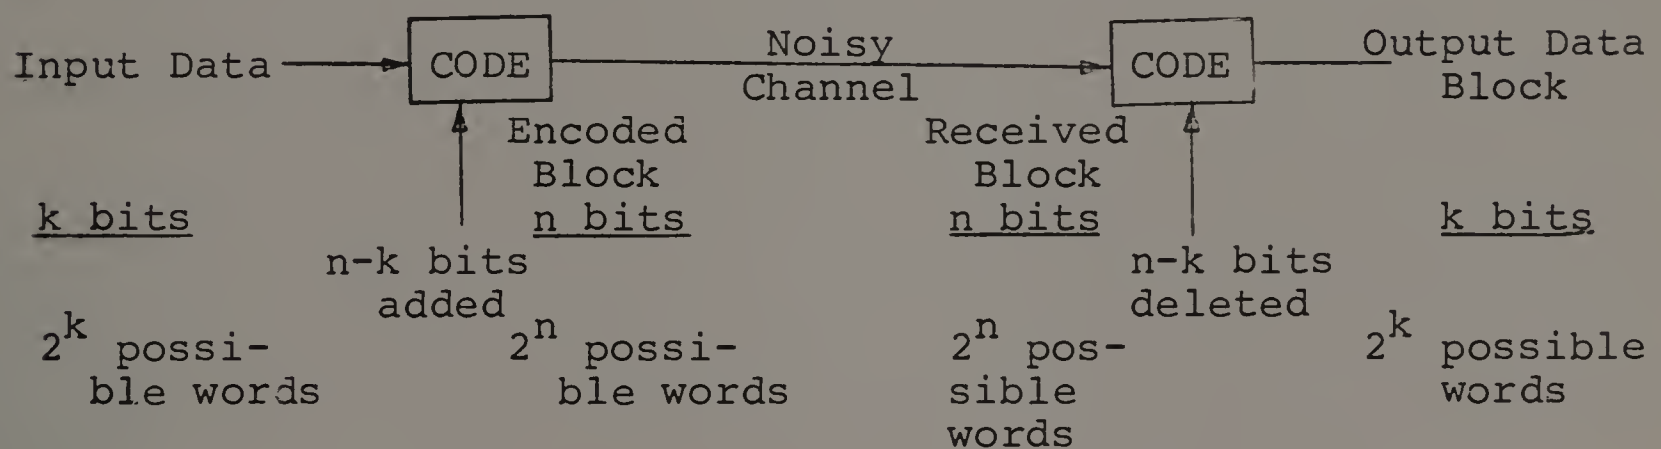 Input Data
CODE
Noisy
Channel
CODE
Output Data
Block
Encoded
Block
n bits
Received
Block
n bits
k bits
k bits
n-k bits
added
n-k bits
deleted
2^k possi-
ble words
2^n possi-
ble words
2^n pos-
sible
words
2^k possible
words